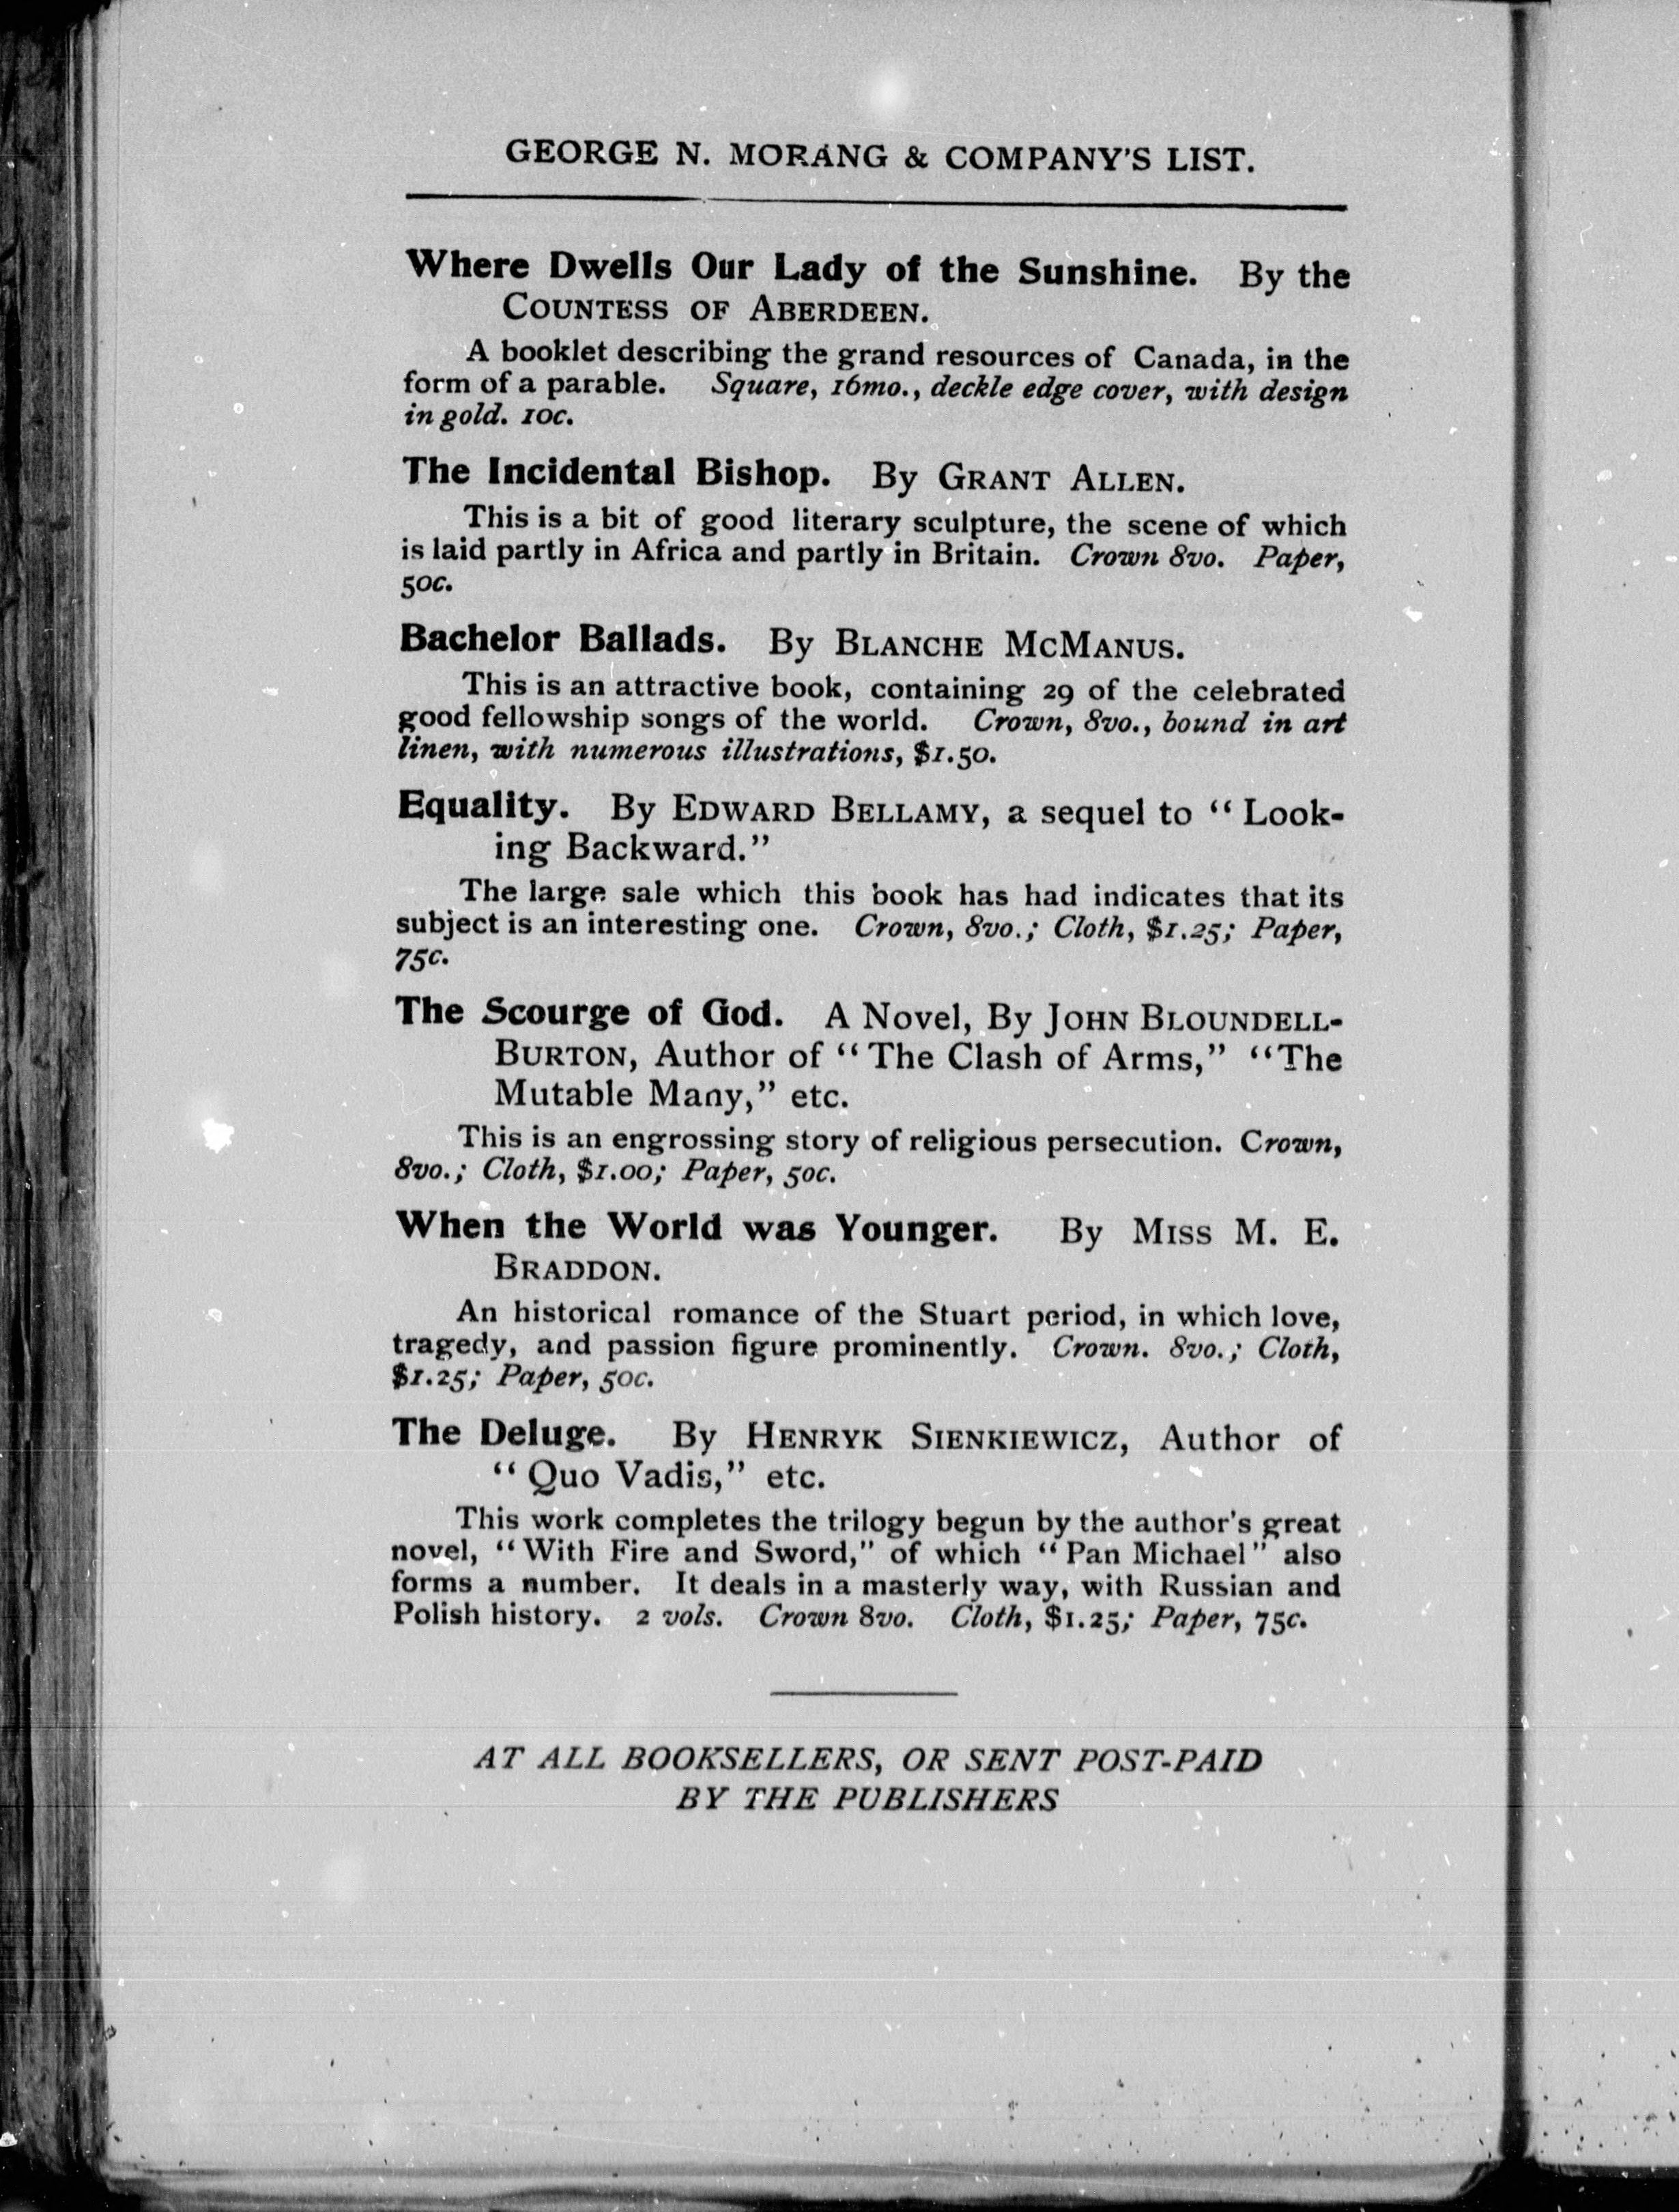 GEORGE N. MORANG & COMPANY'S LIST.
Where Dwells Our Lady of the Sunshine. By the
COUNTESS OF ABERDEEN.
A booklet describing the grand resources of Canada, in the
form of a parable. Square, 16mo., deckle edge cover, with design
in gold. 10c.
The Incidental Bishop. By GRANT ALLEN.
This is a bit of good literary sculpture, the scene of which
is laid partly in Africa and partly in Britain. Crown 8vo. Paper,
50c.
Bachelor Ballads. By BLANCHE MCMANUS.
This is an attractive book, containing 29 of the celebrated
good fellowship songs of the world. Crown, 8vo., bound in art
linen, with numerous illustrations, $1.50.
Equality. By EDWARD BELLAMY, a sequel to "Look-
ing Backward."
The large sale which this book has had indicates that its
subject is an interesting one. Crown, 8vo.; Cloth, $1.25; Paper,
75c.
The Scourge of God. A Novel, By JOHN BLOUNDELL-
BURTON, Author of "The Clash of Arms," "The
Mutable Many," etc.
This is an engrossing story of religious persecution. Crown,
8vo.; Cloth, $1.00; Paper, 50c.
When the World was Younger. By MISS M. E.
BRADDON.
An historical romance of the Stuart period, in which love,
tragedy, and passion figure prominently. Crown. 8vo.; Cloth,
$1.25; Paper, 50c.
The Deluge. By HENRYK SIENKIEWICZ, Author of
"Quo Vadis," etc.
This work completes the trilogy begun by the author's great
novel, "With Fire and Sword," of which "Pan Michael" also
forms a number. It deals in a masterly way, with Russian and
Polish history. 2 vols. Crown 8vo. Cloth, $1.25; Paper, 75c.
AT ALL BOOKSELLERS, OR SENT POST-PAID
BY THE PUBLISHERS